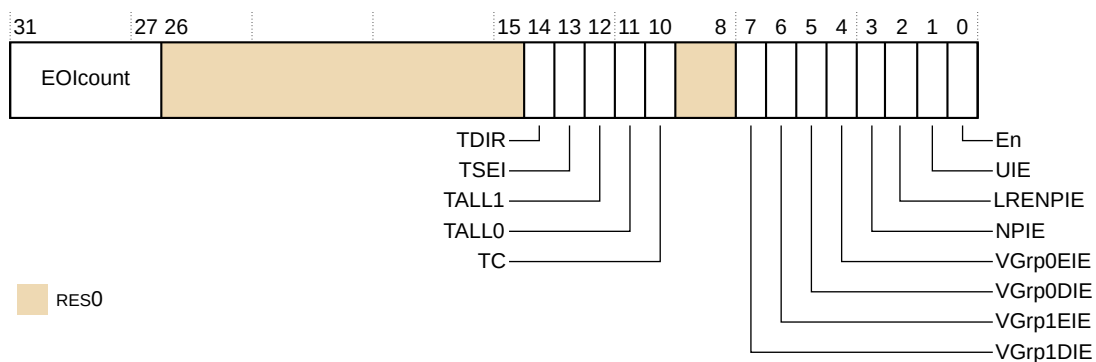 31 27 26 15 14 13 12 11 10 8 7 6 5 4 3 2 1 0
EOIcount
TDIR En
TSEI UIE
TALL1 LRENPIE
TALL0 NPIE
TC VGrp0EIE
VGrp0DIE
RES0
VGrp1EIE
VGrp1DIE